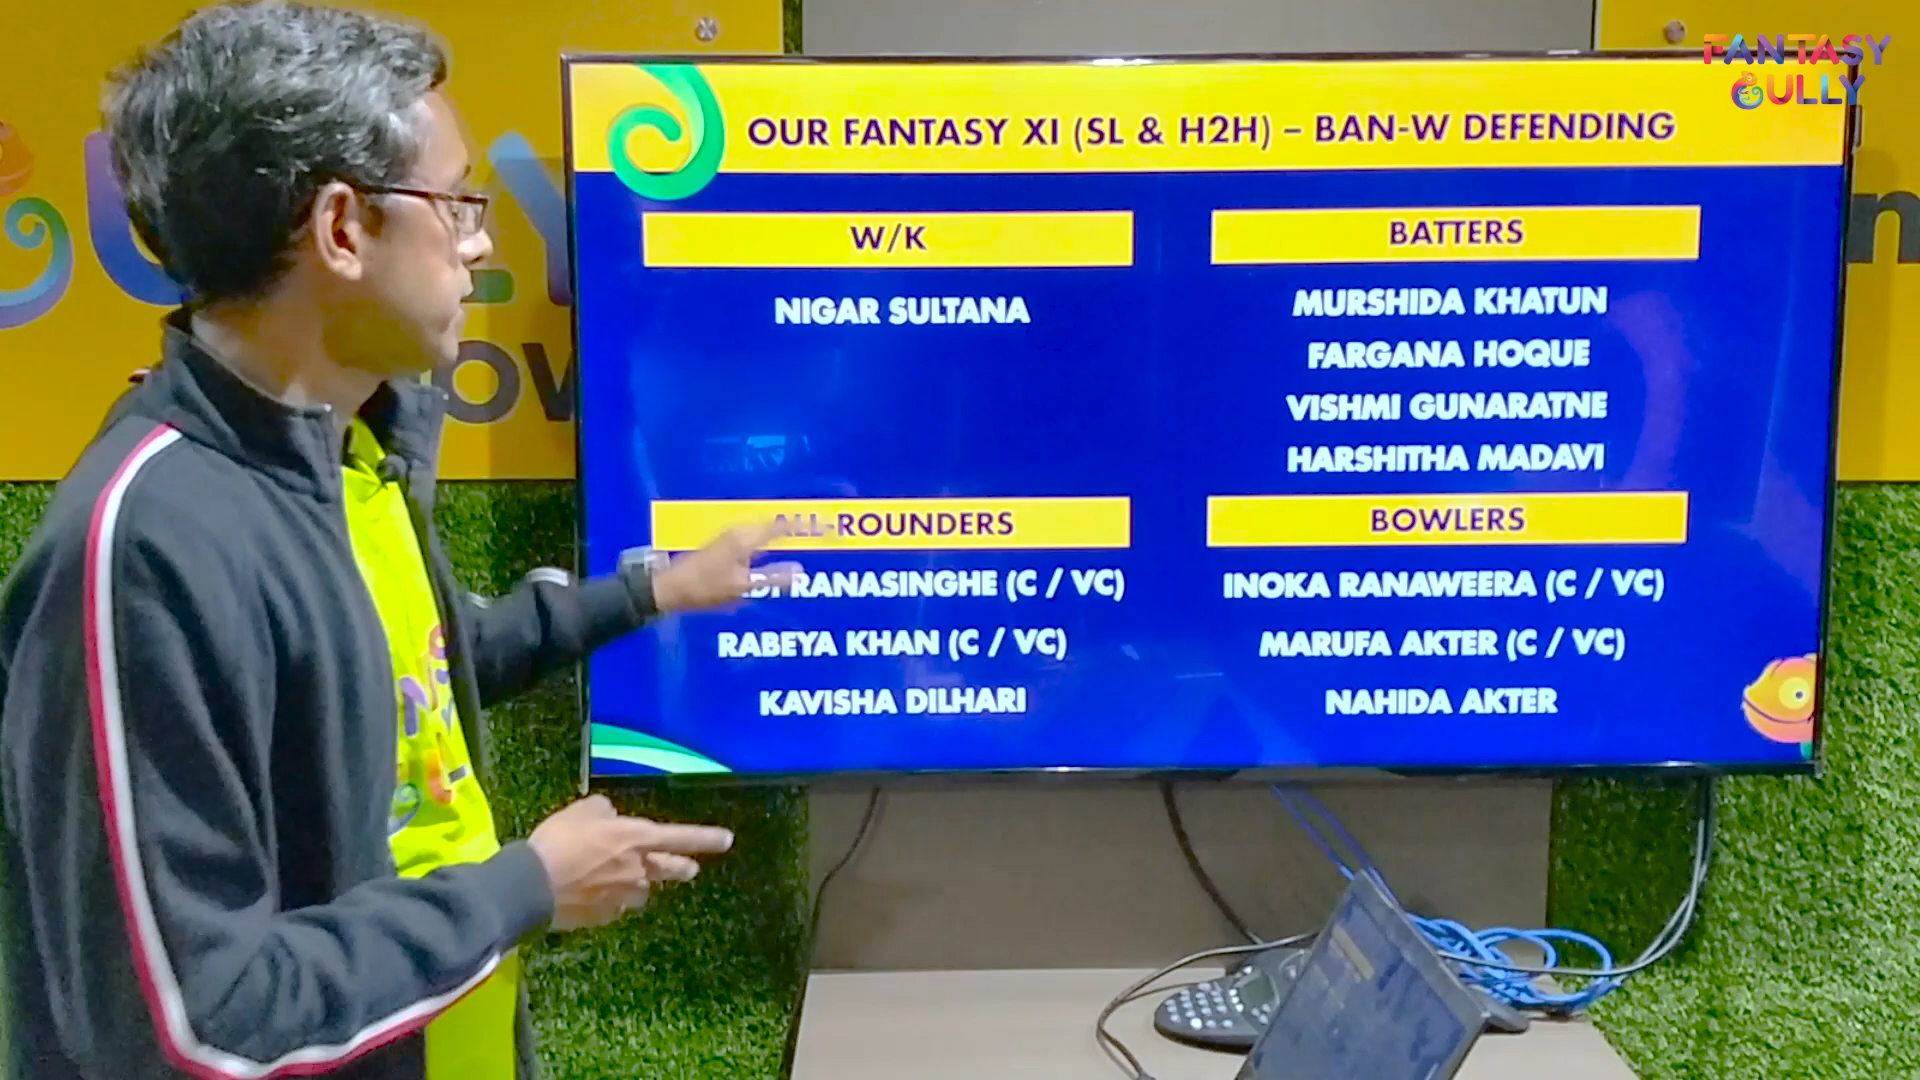 FANTASY
GULLY
OUR FANTASY XI (SL & H2H) – BAN-W DEFENDING
W/K
NIGAR SULTANA
BATTERS
MURSHIDA KHATUN
FARGANA HOQUE
VISHMI GUNARATNE
HARSHITHA MADAVI
ALL-ROUNDERS
RANASINGHE (C / VC)
RABEYA KHAN (C / VC)
KAVISHA DILHARI
BOWLERS
INOKA RANAWEERA (C / VC)
MARUFA AKTER (C / VC)
NAHIDA AKTER